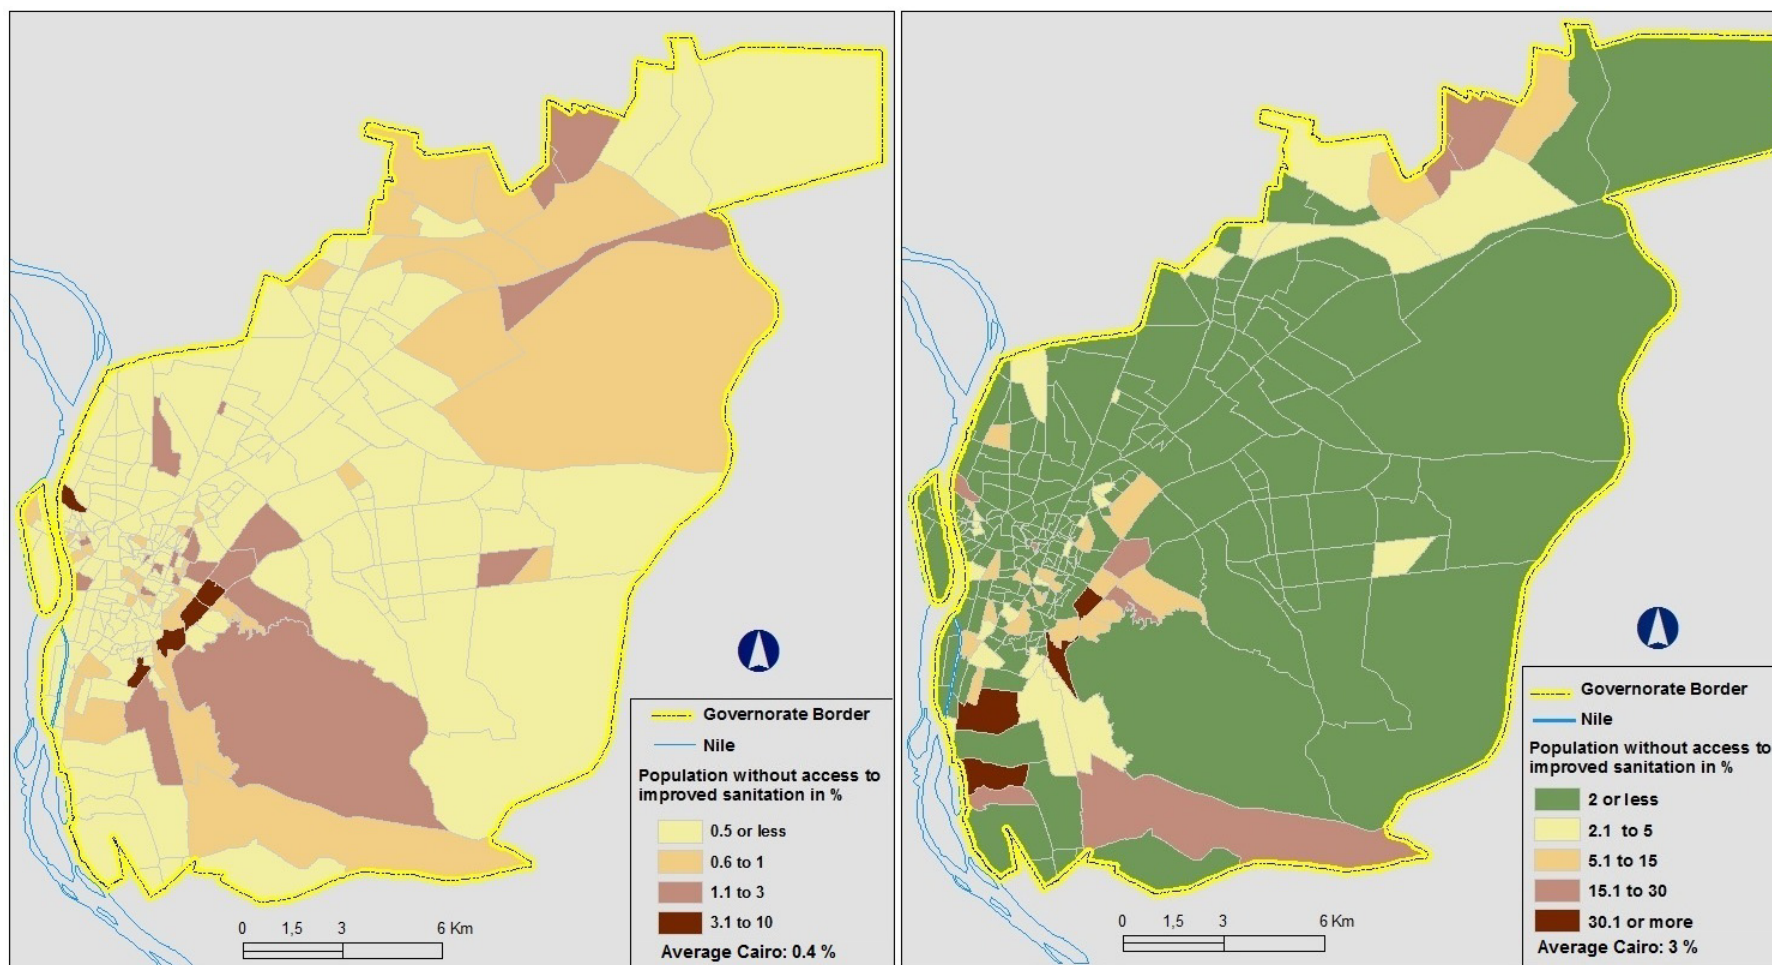 Governorate Border
Nile
Population without access to
improved sanitation in %
0.5 or less
0.6 to 1
1.1 to 3
3.1 to 10
Average Cairo: 0.4 %
0 1,5 3 6 Km
Governorate Border
Nile
Population without access to
improved sanitation in %
2 or less
2.1 to 5
5.1 to 15
15.1 to 30
30.1 or more
Average Cairo: 3 %
0 1,5 3 6 Km